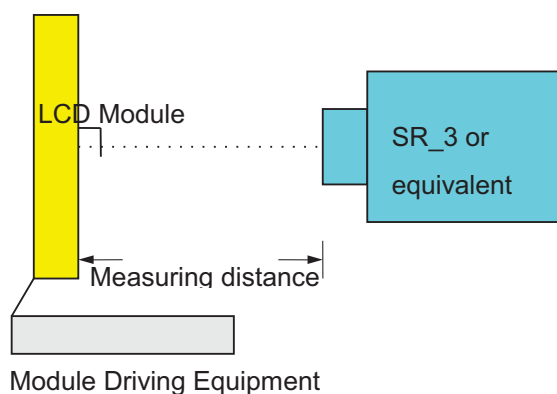 LCD Module
SR_3 or
equivalent
Measuring distance
Module Driving Equipment